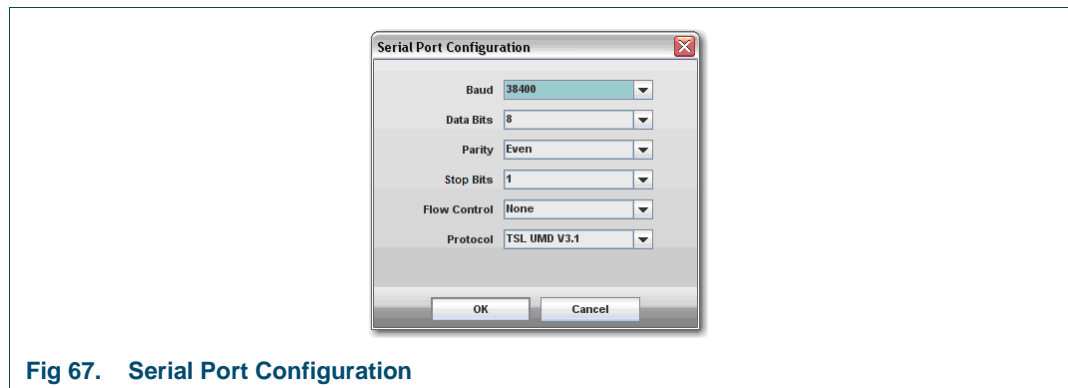 Serial Port Configuration
Baud 38400
Data Bits 8
Parity Even
Stop Bits 1
Flow Control None
Protocol TSL UMD V3.1
OK Cancel
Fig 67. Serial Port Configuration